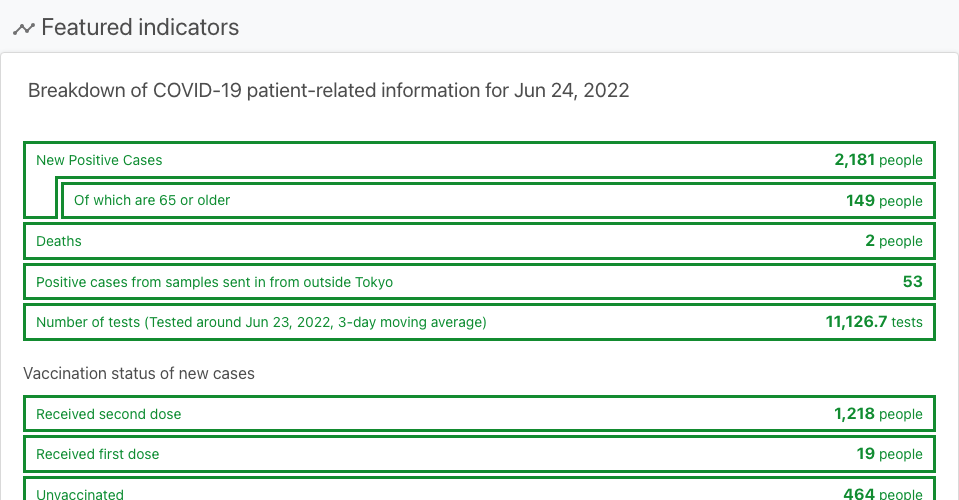 Featured indicators
Breakdown of COVID-19 patient-related information for Jun 24, 2022
New Positive Cases 2,181 people
Of which are 65 or older 149 people
Deaths 2 people
Positive cases from samples sent in from outside Tokyo 53
Number of tests (Tested around Jun 23, 2022, 3-day moving average) 11,126.7 tests
Vaccination status of new cases
Received second dose 1,218 people
Received first dose 19 people
Unvaccinated 464 people